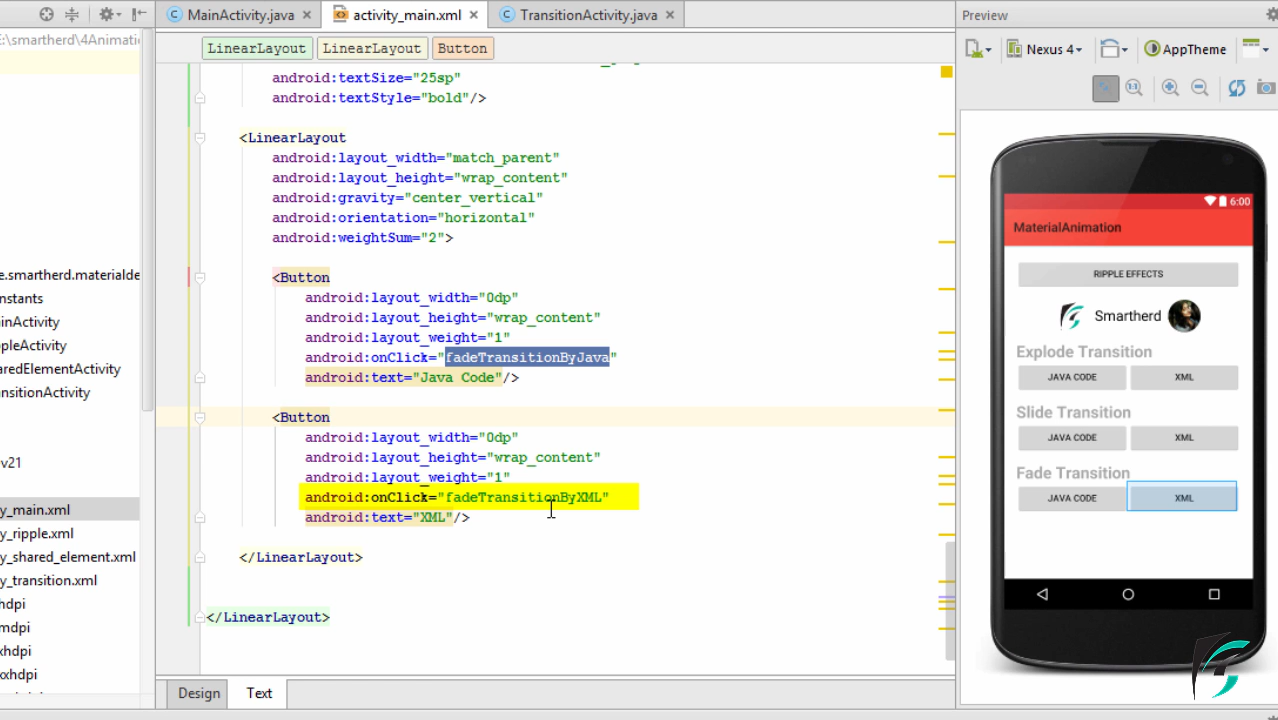 MainActivity.java
activity_main.xml
TransitionActivity.java
Preview
E:\smartherd\4Animati
LinearLayout
LinearLayout
Button
Nexus 4
AppTheme
android:textSize="25sp"
android:textStyle="bold"/>
<LinearLayout
android:layout_width="match_parent"
android:layout_height="wrap_content"
android:gravity="center_vertical"
android:orientation="horizontal"
android:weightSum="2">
<Button
android:layout_width="0dp"
android:layout_height="wrap_content"
android:layout_weight="1"
android:onClick="fadeTransitionByJava"
android:text="Java Code"/>
<Button
android:layout_width="0dp"
android:layout_height="wrap_content"
android:layout_weight="1"
android:onClick="fadeTransitionByXML"
android:text="XML"/>
</LinearLayout>
</LinearLayout>
Design
Text
e.smartherd.materialde
nstants
inActivity
pleActivity
aredElementActivity
nsitionActivity
v21
y_main.xml
y_ripple.xml
y_shared_element.xml
y_transition.xml
hdpi
mdpi
xhdpi
xxhdpi
6:00
MaterialAnimation
RIPPLE EFFECTS
Smartherd
Explode Transition
JAVA CODE
XML
Slide Transition
JAVA CODE
XML
Fade Transition
JAVA CODE
XML